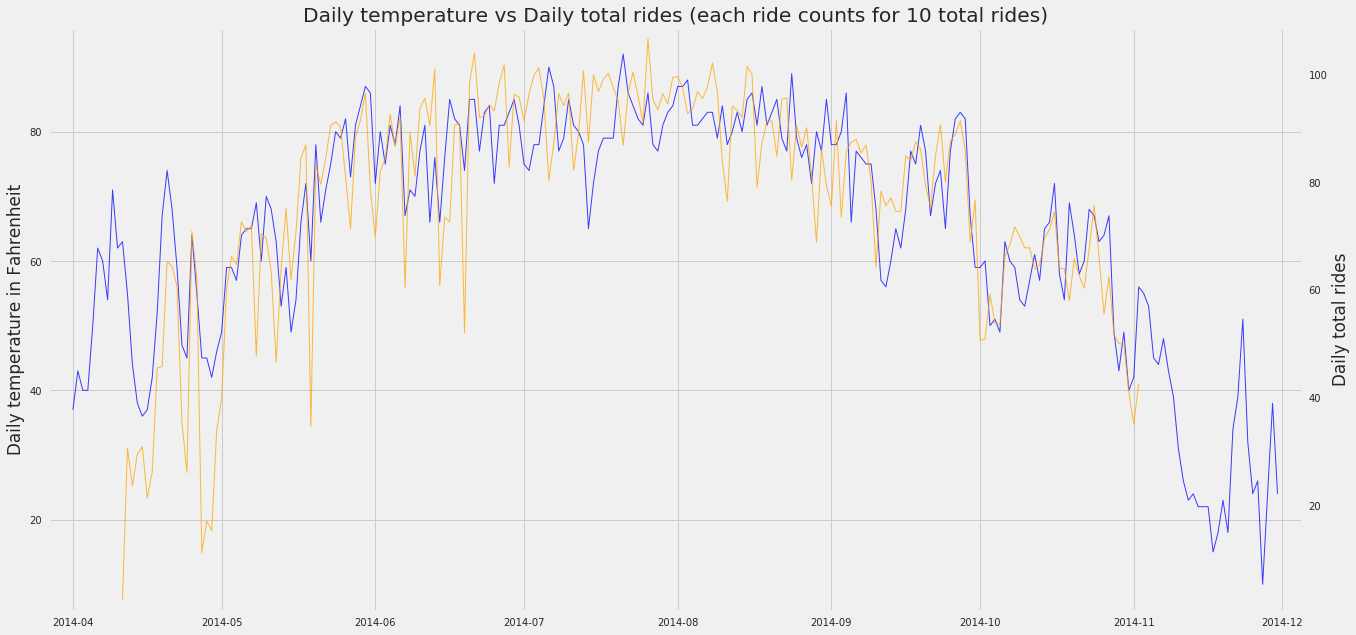 Daily temperature vs Daily total rides (each ride counts for 10 total rides)
Daily temperature in Fahrenheit
80
60
40
20
100
80
60
40
20
Daily total rides
2014-04 2014-05 2014-06 2014-07 2014-08 2014-09 2014-10 2014-11 2014-12